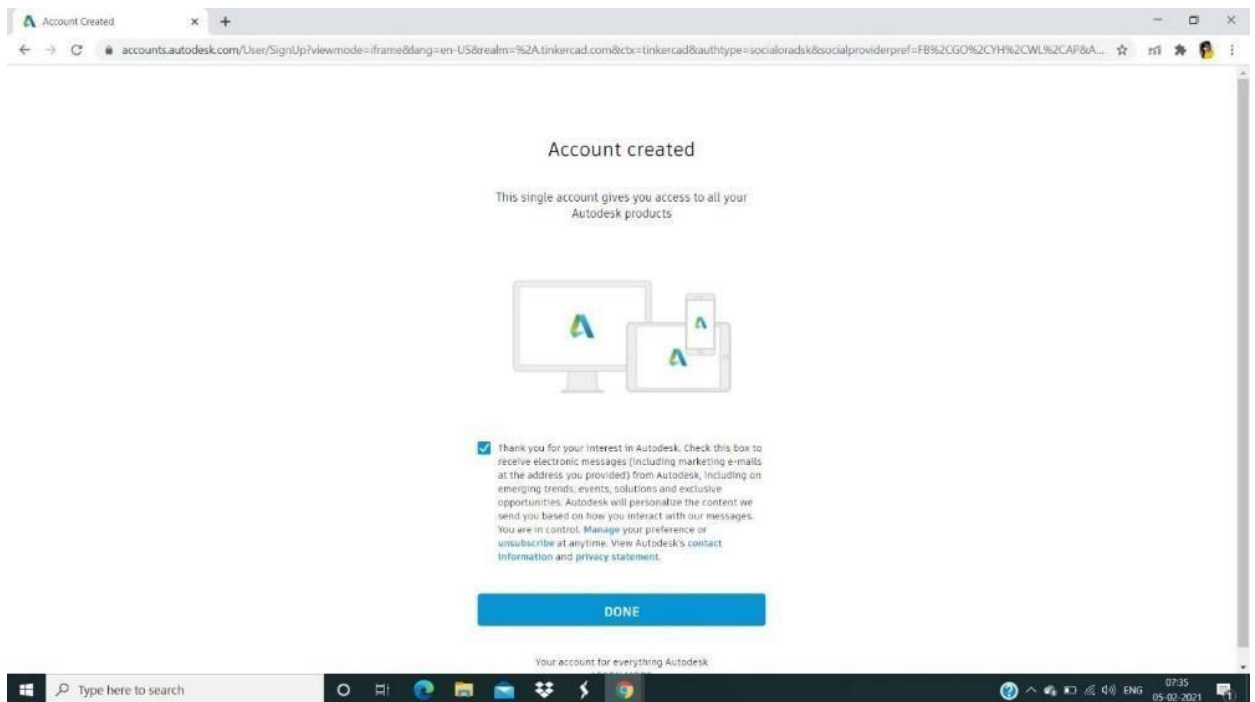 Account Created
accounts.autodesk.com/User/SignUp?viewmode=iframe&lang=en-US&realm=%2A.tinkercad.com&ctx=tinkercad&authtype=socialoradsk&socialproviderpref=FB%2CGO%2CYH%2CWL%2CAP&A...
Account created
This single account gives you access to all your
Autodesk products
Thank you for your interest in Autodesk. Check this box to
receive electronic messages (including marketing e-mails
at the address you provided) from Autodesk, including on
emerging trends, events, solutions and exclusive
opportunities. Autodesk will personalize the content we
send you based on how you interact with our messages.
You are in control. Manage your preference or
unsubscribe at anytime. View Autodesk's contact
information and privacy statement.
DONE
Your account for everything Autodesk
Type here to search
ENG
07:35
05-02-2021